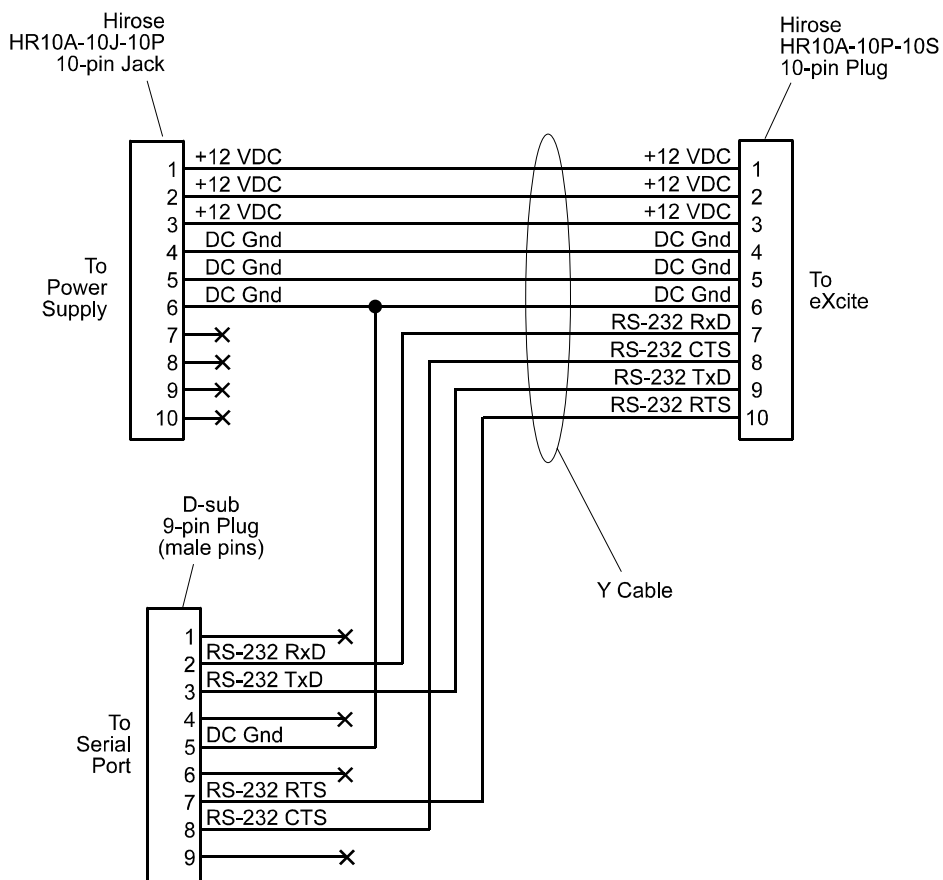 Hirose
HR10A-10J-10P
10-pin Jack
Hirose
HR10A-10P-10S
10-pin Plug
1 +12 VDC +12 VDC 1
2 +12 VDC +12 VDC 2
3 +12 VDC +12 VDC 3
4 DC Gnd DC Gnd 4
5 DC Gnd DC Gnd 5
6 DC Gnd DC Gnd 6
7 RS-232 RxD 7
8 RS-232 CTS 8
9 RS-232 TxD 9
10 RS-232 RTS 10
To
Power
Supply
To
eXcite
Y Cable
D-sub
9-pin Plug
(male pins)
1
2 RS-232 RxD
3 RS-232 TxD
4
5 DC Gnd
6
7 RS-232 RTS
8 RS-232 CTS
9
To
Serial
Port